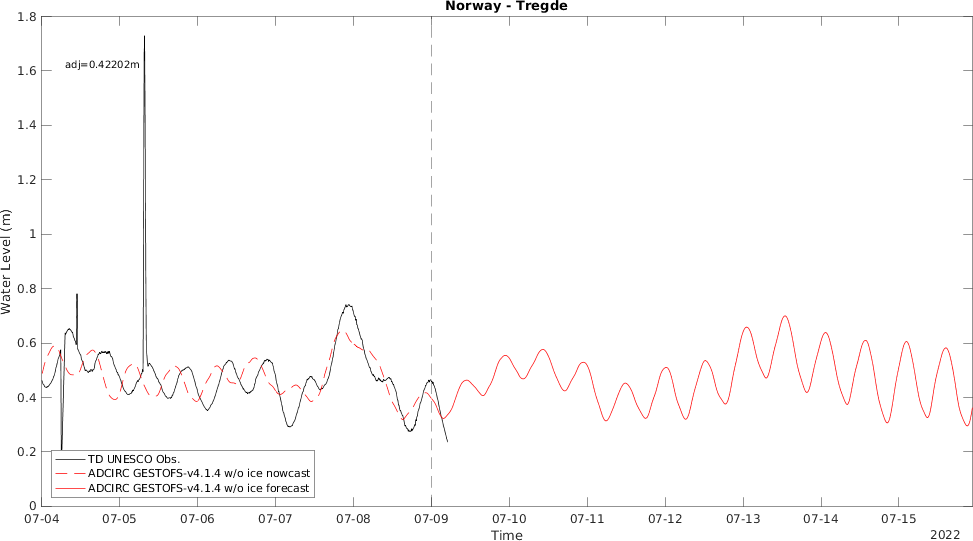 Norway - Tregde
adj=0.42202m
1.8
1.6
1.4
1.2
1
0.8
0.6
0.4
0.2
0
Water Level (m)
TD UNESCO Obs.
ADCIRC GESTOFS-v4.1.4 w/o ice nowcast
ADCIRC GESTOFS-v4.1.4 w/o ice forecast
07-04 07-05 07-06 07-07 07-08 07-09 07-10 07-11 07-12 07-13 07-14 07-15
Time
2022